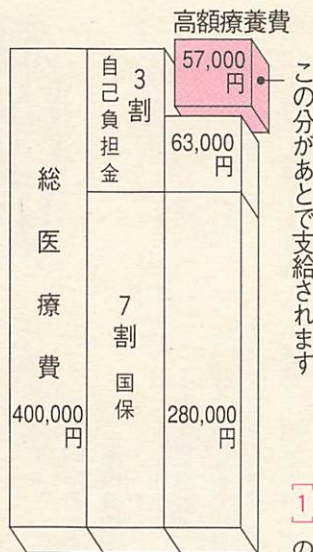 高額療養費
57,000
円
この分があとで支給されます
3割
自己負担金
63,000
円
総医療費
400,000
円
7割国保
280,000
円
1
の